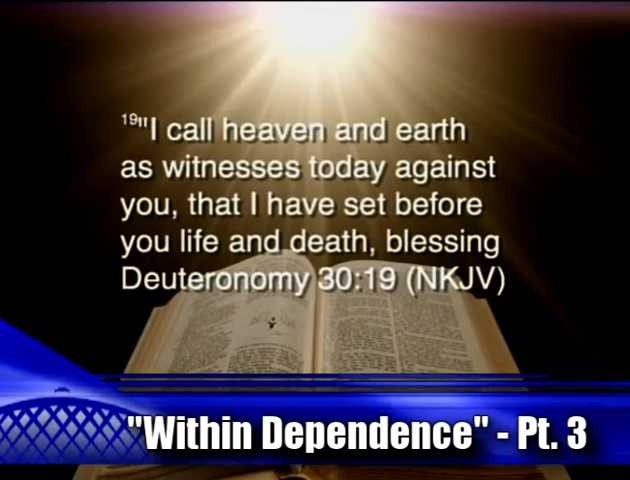 19"I call heaven and earth
as witnesses today against
you, that I have set before
you life and death, blessing
Deuteronomy 30:19 (NKJV)
"Within Dependence" - Pt. 3